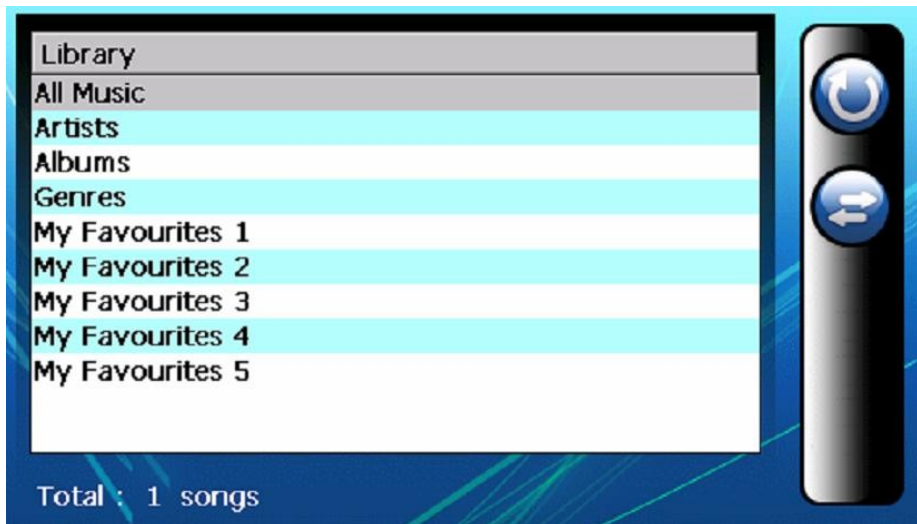 Library
All Music
Artists
Albums
Genres
My Favourites 1
My Favourites 2
My Favourites 3
My Favourites 4
My Favourites 5
Total : 1 songs